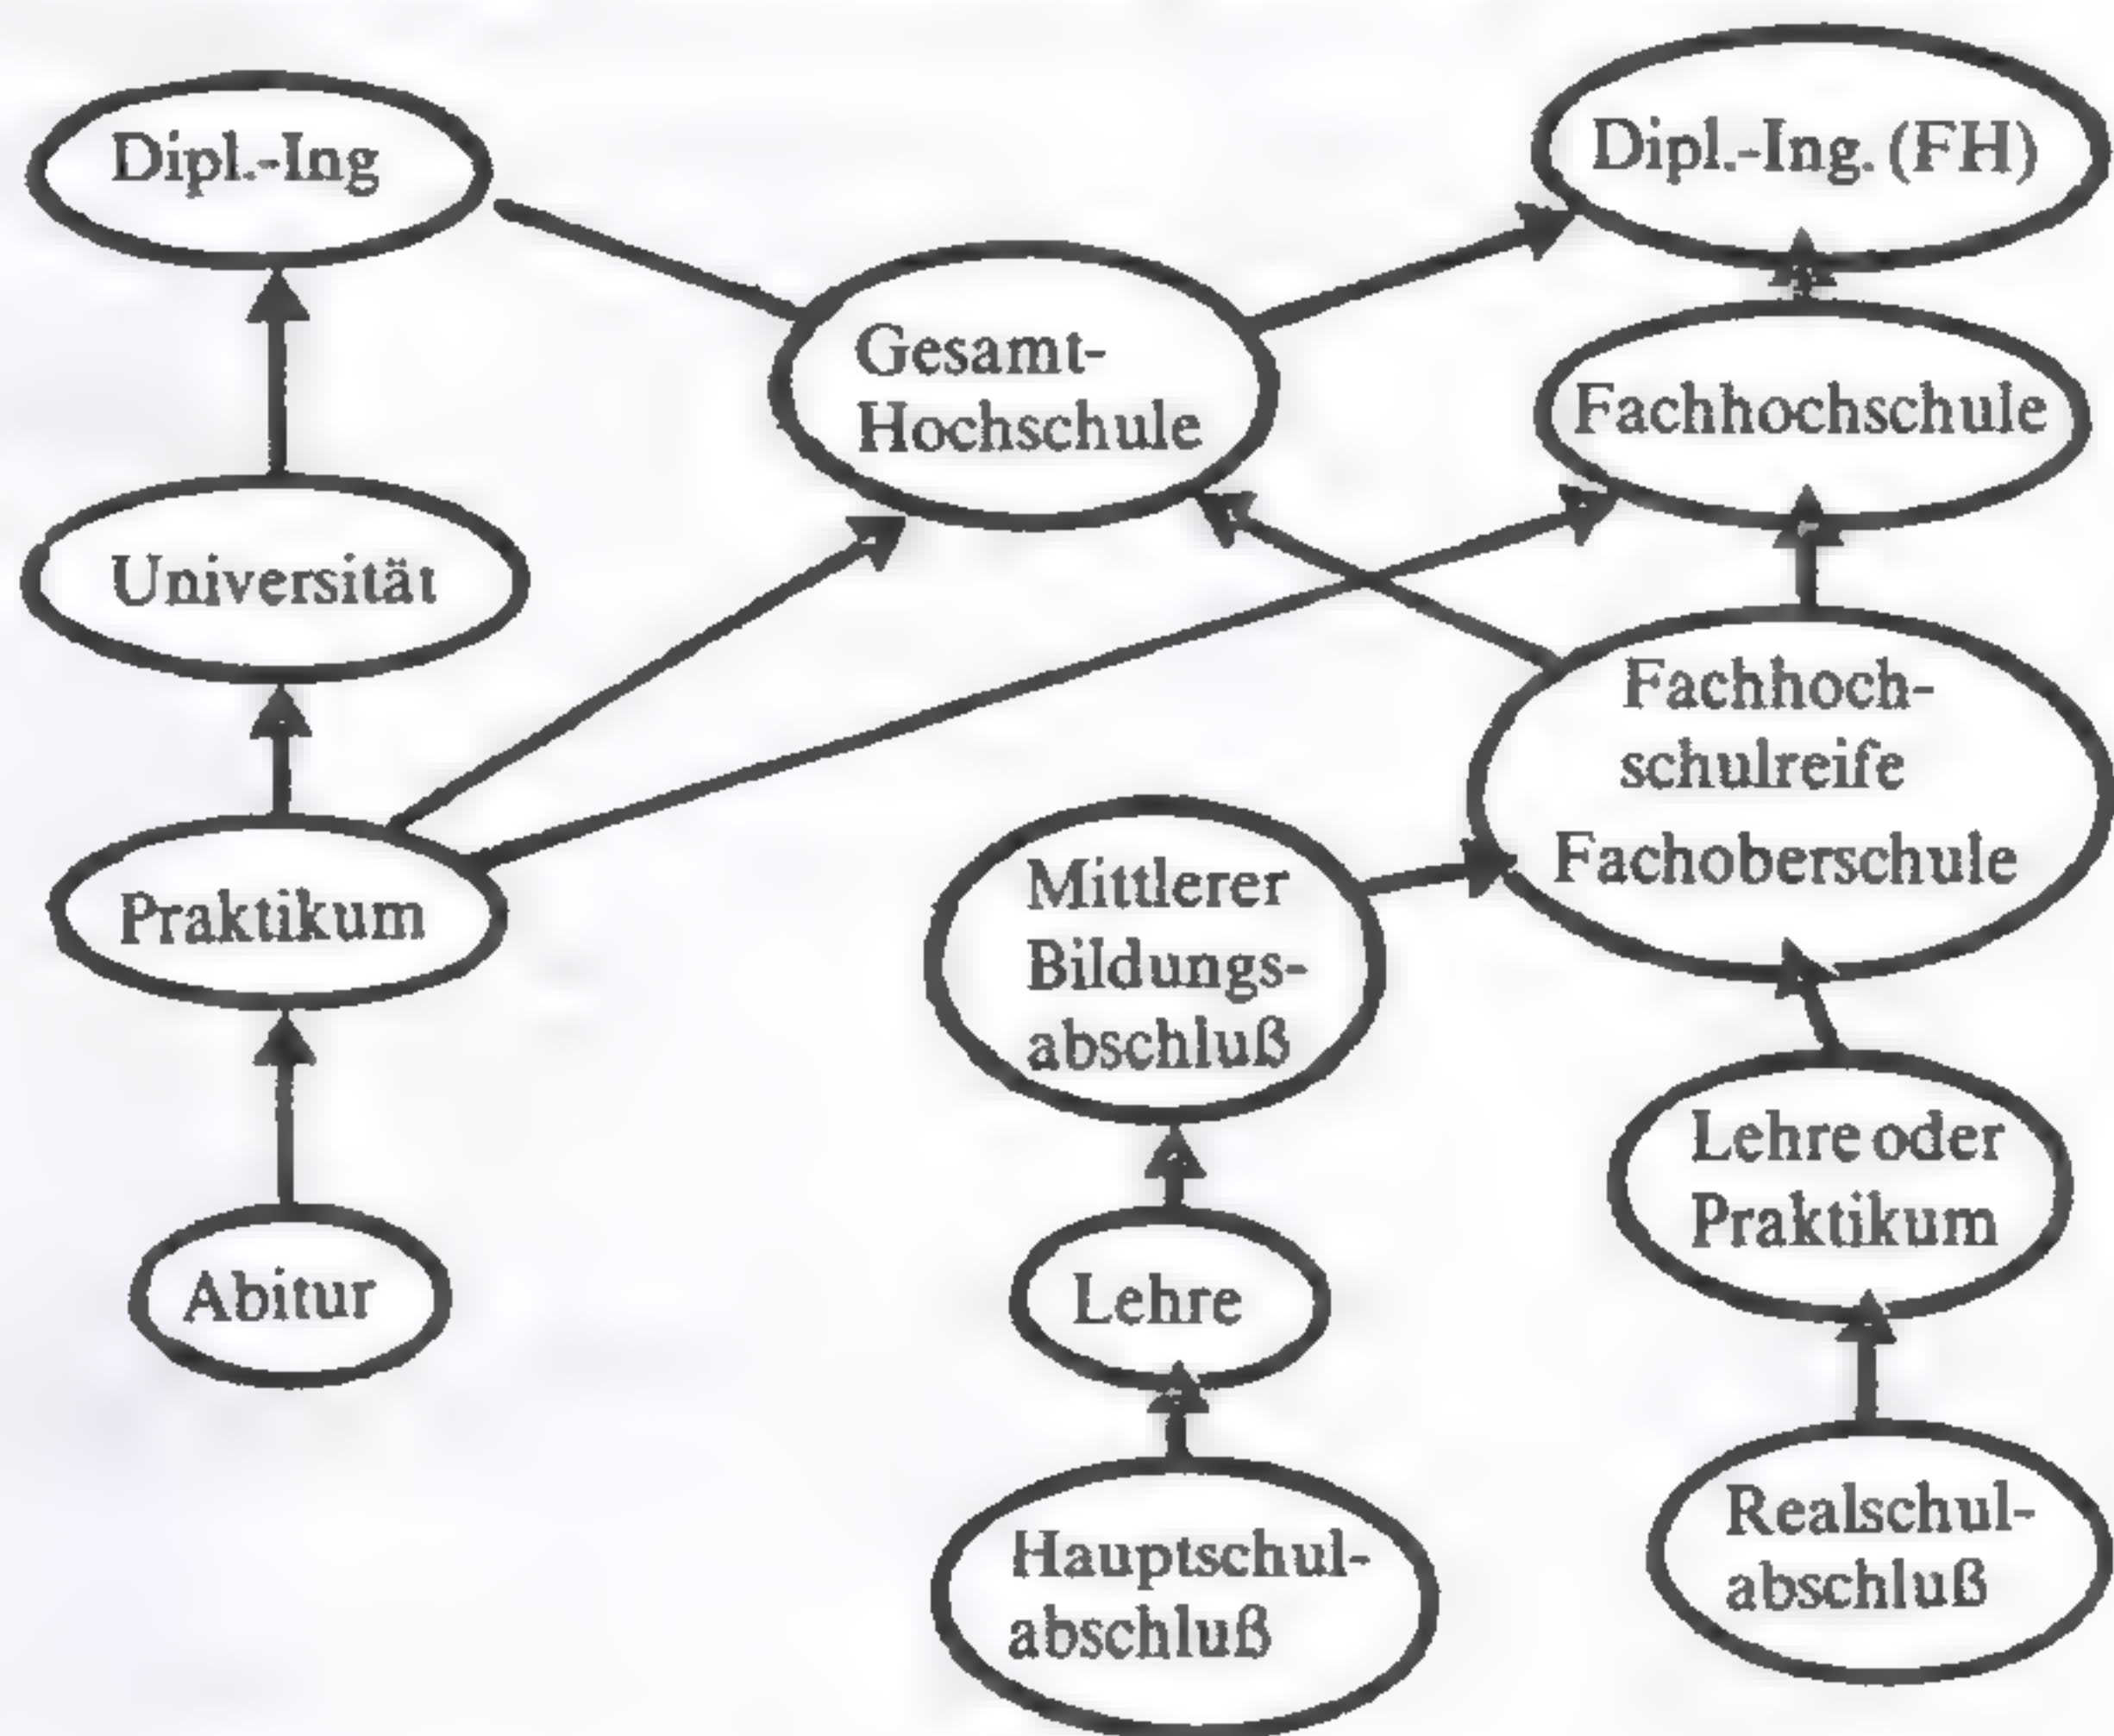 Dipl.-Ing
Dipl.-Ing. (FH)
Gesamt-
Hochschule
Fachhochschule
Universität
Fachhoch-
schulreife
Fachoberschule
Praktikum
Mittlerer
Bildungs-
abschluß
Lehre oder
Praktikum
Abitur
Lehre
Hauptschul-
abschluß
Realschul-
abschluß